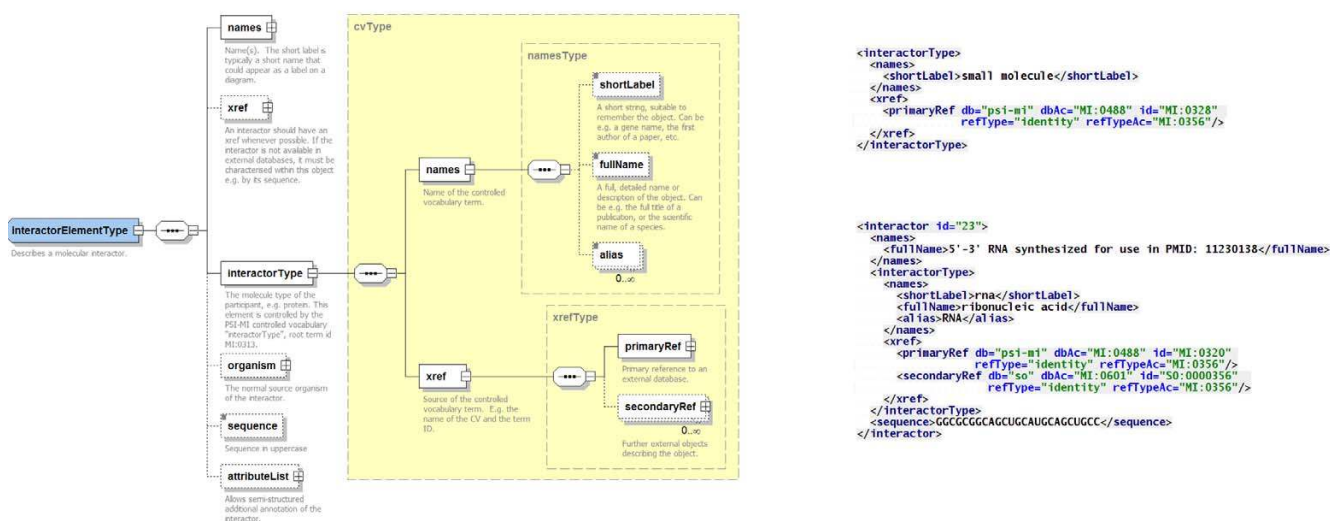 names
Name(s). The short label is
typically a short name that
could appear as a label on a
diagram.
xref
An interactor should have an
xref whenever possible. If the
interactor is not available in
external databases, it must be
characterised within this object
e.g. by its sequence.
interactorElementType
Describes a molecular interactor.
interactorType
The molecule type of the
participant, e.g. protein. This
element is controlled by the
PSI-MI controlled vocabulary
"interactorType", root term id
MI:0313.
organism
The normal source organism
of the interactor.
sequence
Sequence in uppercase
attributeList
Allows semi-structured
additional annotation of the
interactor.
cvType
names
Name of the controlled
vocabulary term.
xref
Source of the controlled
vocabulary term. E.g. the
name of the CV and the term
ID.
namesType
shortLabel
A short string, suitable to
remember the object. Can be
e.g. a gene name, the first
author of a paper, etc.
fullName
A full, detailed name or
description of the object. Can
be e.g. the full title of a
publication, or the scientific
name of a species.
alias
0..∞
xrefType
primaryRef
Primary reference to an
external database.
secondaryRef
0..∞
Further external objects
describing the object.
<interactorType>
<names>
<shortLabel>small molecule</shortLabel>
</names>
<xref>
<primaryRef db="psi-mi" dbAc="MI:0488" id="MI:0328"
refType="identity" refTypeAc="MI:0356"/>
</xref>
</interactorType>
<interactor id="23">
<names>
<fullName>5'-3' RNA synthesized for use in PMID: 11230138</fullName>
</names>
<interactorType>
<names>
<shortLabel>rna</shortLabel>
<fullName>ribonucleic acid</fullName>
<alias>RNA</alias>
</names>
<xref>
<primaryRef db="psi-mi" dbAc="MI:0488" id="MI:0320"
refType="identity" refTypeAc="MI:0356"/>
<secondaryRef db="so" dbAc="MI:0601" id="SO:0000356"
refType="identity" refTypeAc="MI:0356"/>
</xref>
</interactorType>
<sequence>GGCGCGGCAGCUGCAUGCAGCUGCC</sequence>
</interactor>